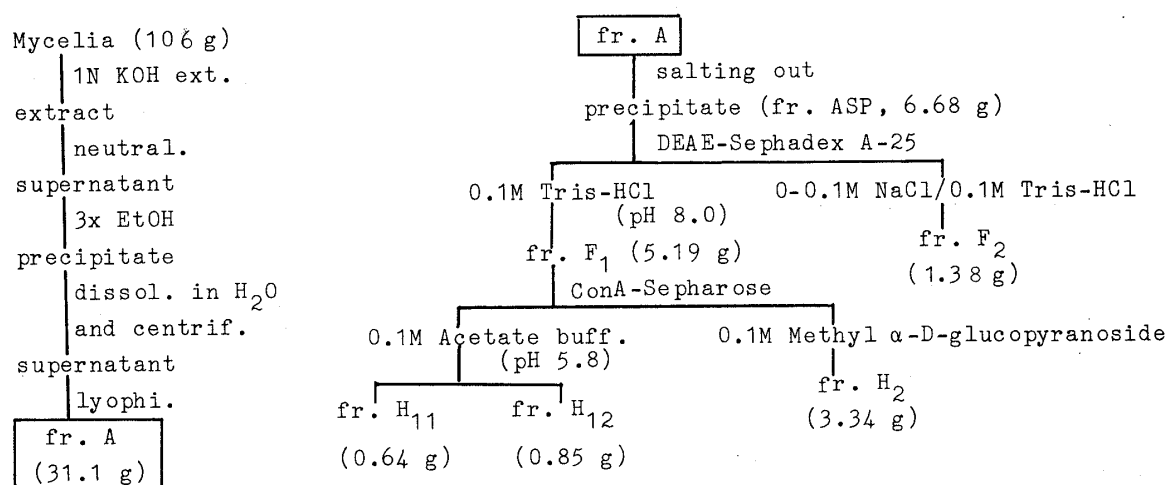 Mycelia (106 g)
1N KOH ext.
extract
neutral.
supernatant
3x EtOH
precipitate
dissol. in H2O
and centrif.
supernatant
lyophi.
fr. A
(31.1 g)
fr. A
salting out
precipitate (fr. ASP, 6.68 g)
DEAE-Sephadex A-25
0.1M Tris-HCl
(pH 8.0)
fr. F1 (5.19 g)
0-0.1M NaCl/0.1M Tris-HCl
fr. F2
(1.38 g)
ConA-Sepharose
0.1M Acetate buff.
(pH 5.8)
fr. H11
(0.64 g)
fr. H12
(0.85 g)
0.1M Methyl α-D-glucopyranoside
fr. H2
(3.34 g)